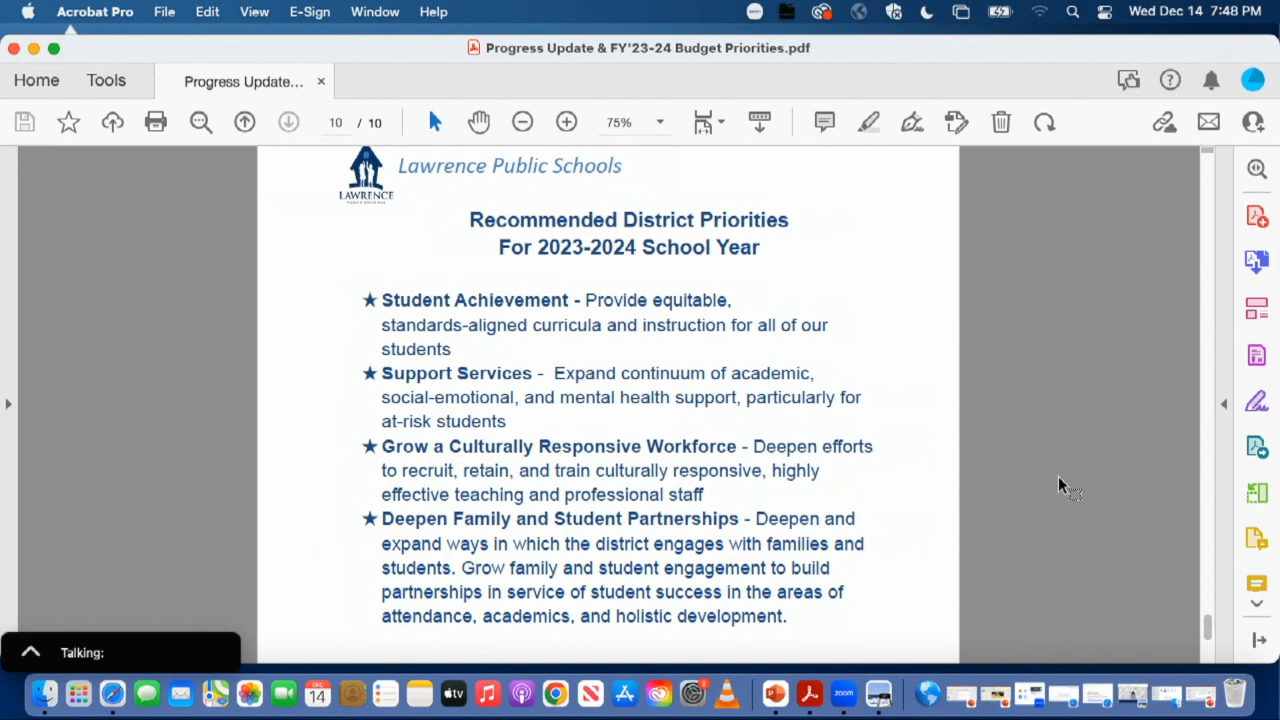 Acrobat Pro File Edit View E-Sign Window Help Wed Dec 14 7:48 PM
Progress Update & FY'23-24 Budget Priorities.pdf
Home Tools Progress Update... ×
10 / 10 75%
Lawrence Public Schools
LAWRENCE
PUBLIC SCHOOLS
Recommended District Priorities
For 2023-2024 School Year
★ Student Achievement - Provide equitable,
standards-aligned curricula and instruction for all of our
students
★ Support Services - Expand continuum of academic,
social-emotional, and mental health support, particularly for
at-risk students
★ Grow a Culturally Responsive Workforce - Deepen efforts
to recruit, retain, and train culturally responsive, highly
effective teaching and professional staff
★ Deepen Family and Student Partnerships - Deepen and
expand ways in which the district engages with families and
students. Grow family and student engagement to build
partnerships in service of student success in the areas of
attendance, academics, and holistic development.
Talking:
DEC
14
tv
zoom